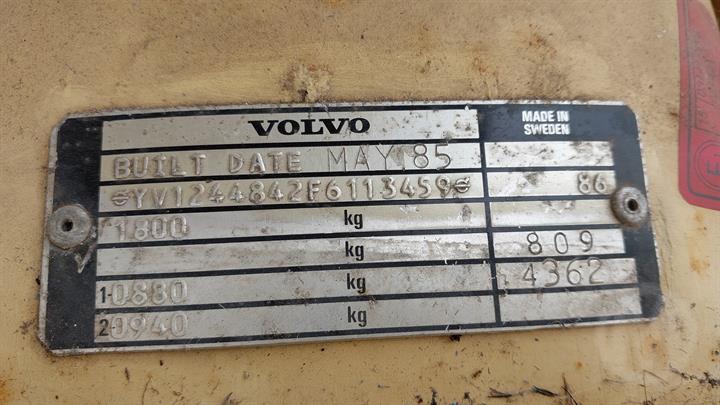 VOLVO
MADE IN SWEDEN
BUILT DATE MAY.85
YV1244842F6113459 86
1800 kg
kg 809
1-0880 kg 4362
2-0940 kg